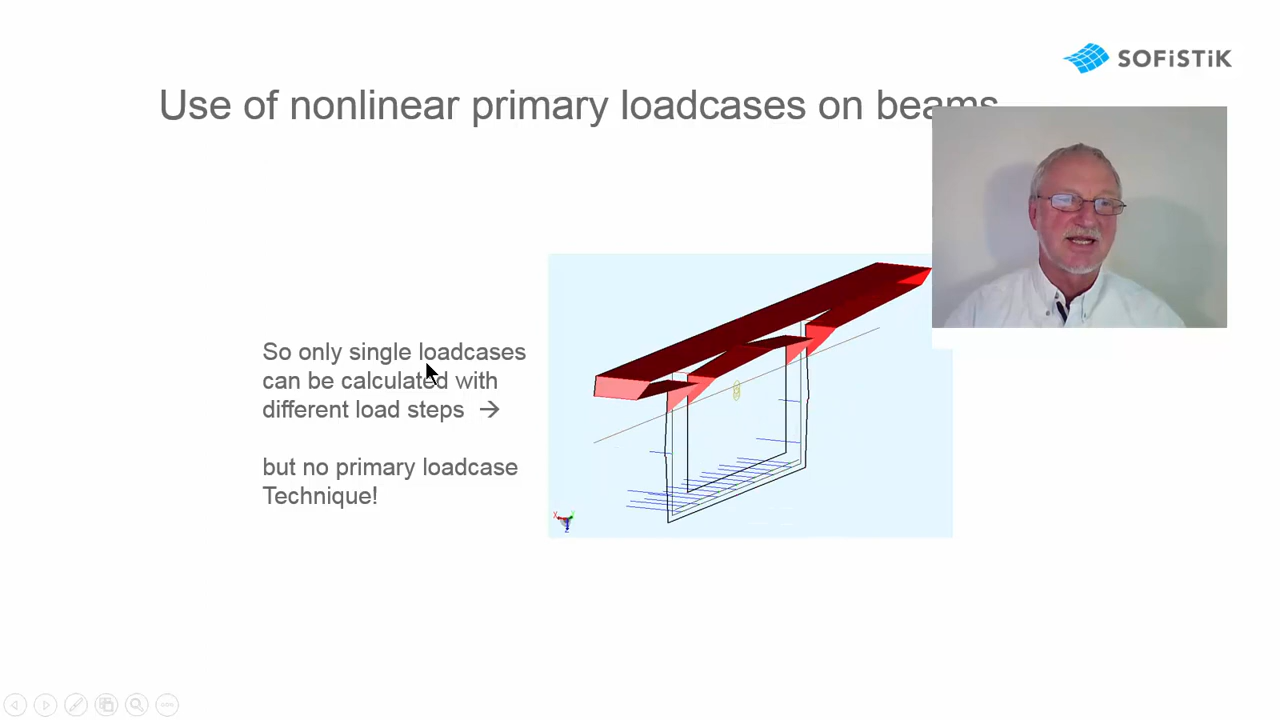 SOFiSTiK
Use of nonlinear primary loadcases on beams
So only single loadcases
can be calculated with
different load steps →
but no primary loadcase
Technique!